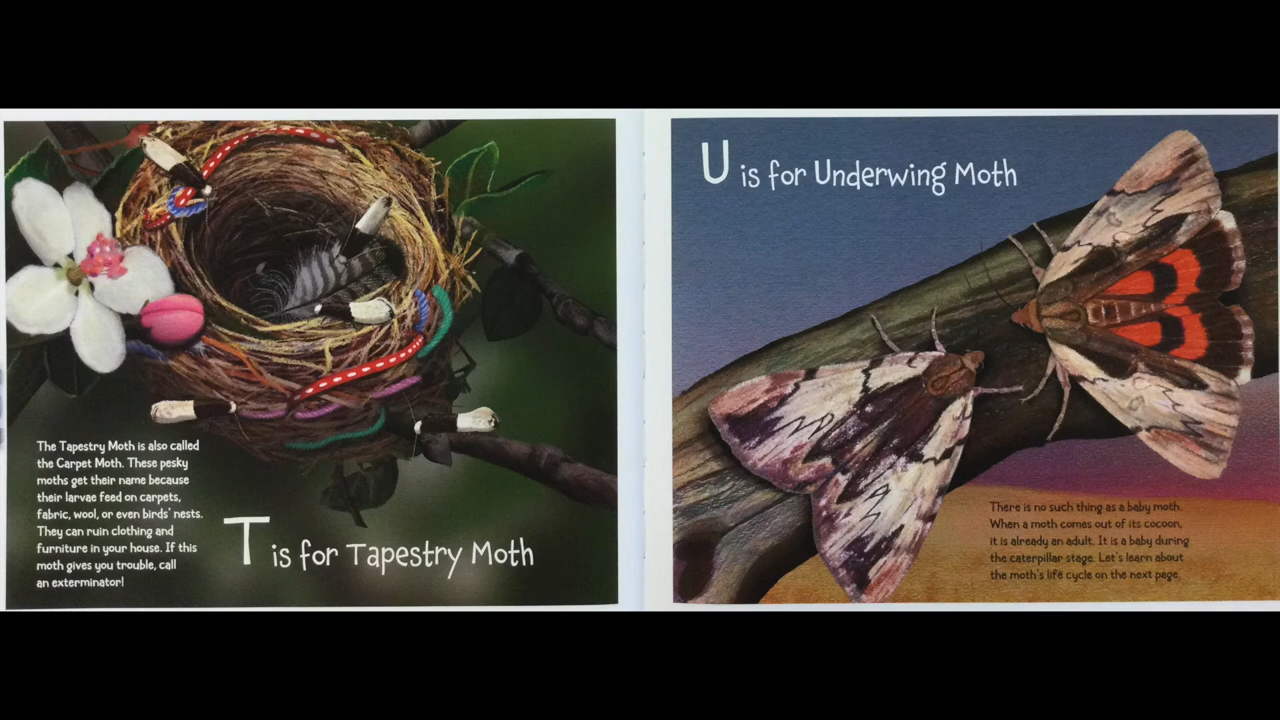 The Tapestry Moth is also called
the Carpet Moth. These pesky
moths get their name because
their larvae feed on carpets,
fabric, wool, or even birds' nests.
They can ruin clothing and
furniture in your house. If this
moth gives you trouble, call
an exterminator!
T is for Tapestry Moth
U is for Underwing Moth
There is no such thing as a baby moth.
When a moth comes out of its cocoon,
it is already an adult. It is a baby during
the caterpillar stage. Let's learn about
the moth's life cycle on the next page.